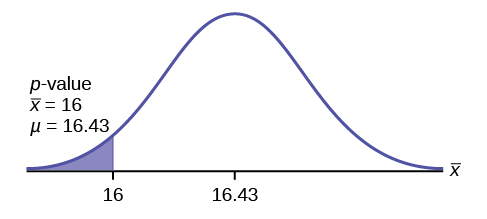 p-value
x̅ = 16
μ = 16.43
x̅
16
16.43